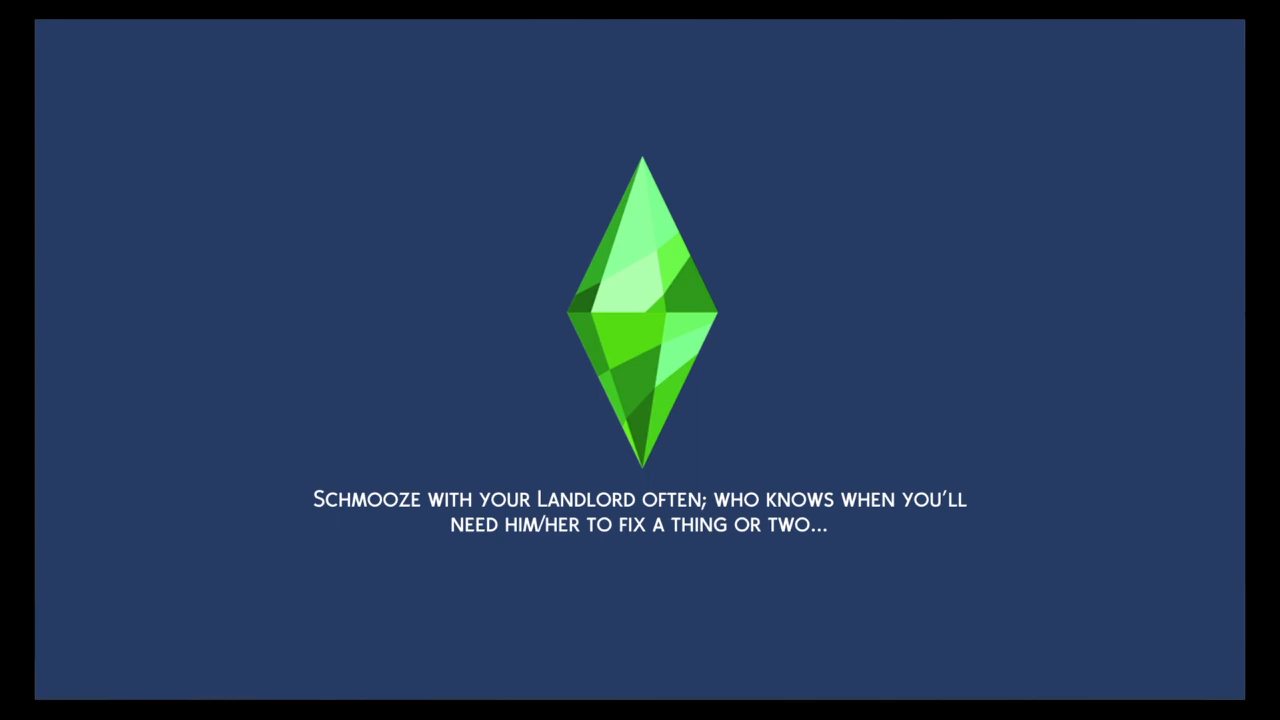 Schmooze with your Landlord often; who knows when you'll
need him/her to fix a thing or two...